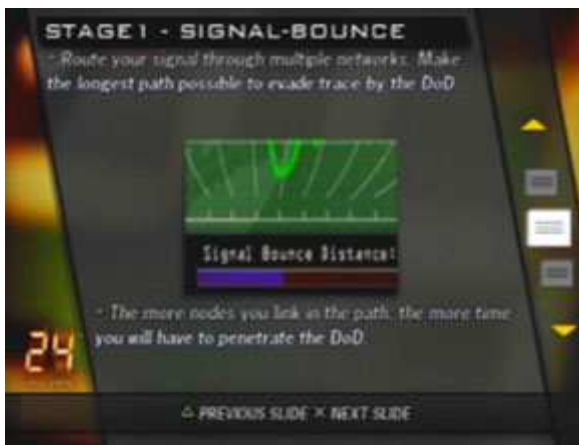 STAGE1 - SIGNAL-BOUNCE
- Route your signal through multiple networks. Make
the longest path possible to evade trace by the DoD
Signal Bounce Distance:
- The more nodes you link in the path, the more time
you will have to penetrate the DoD.
24
△ PREVIOUS SLIDE × NEXT SLIDE